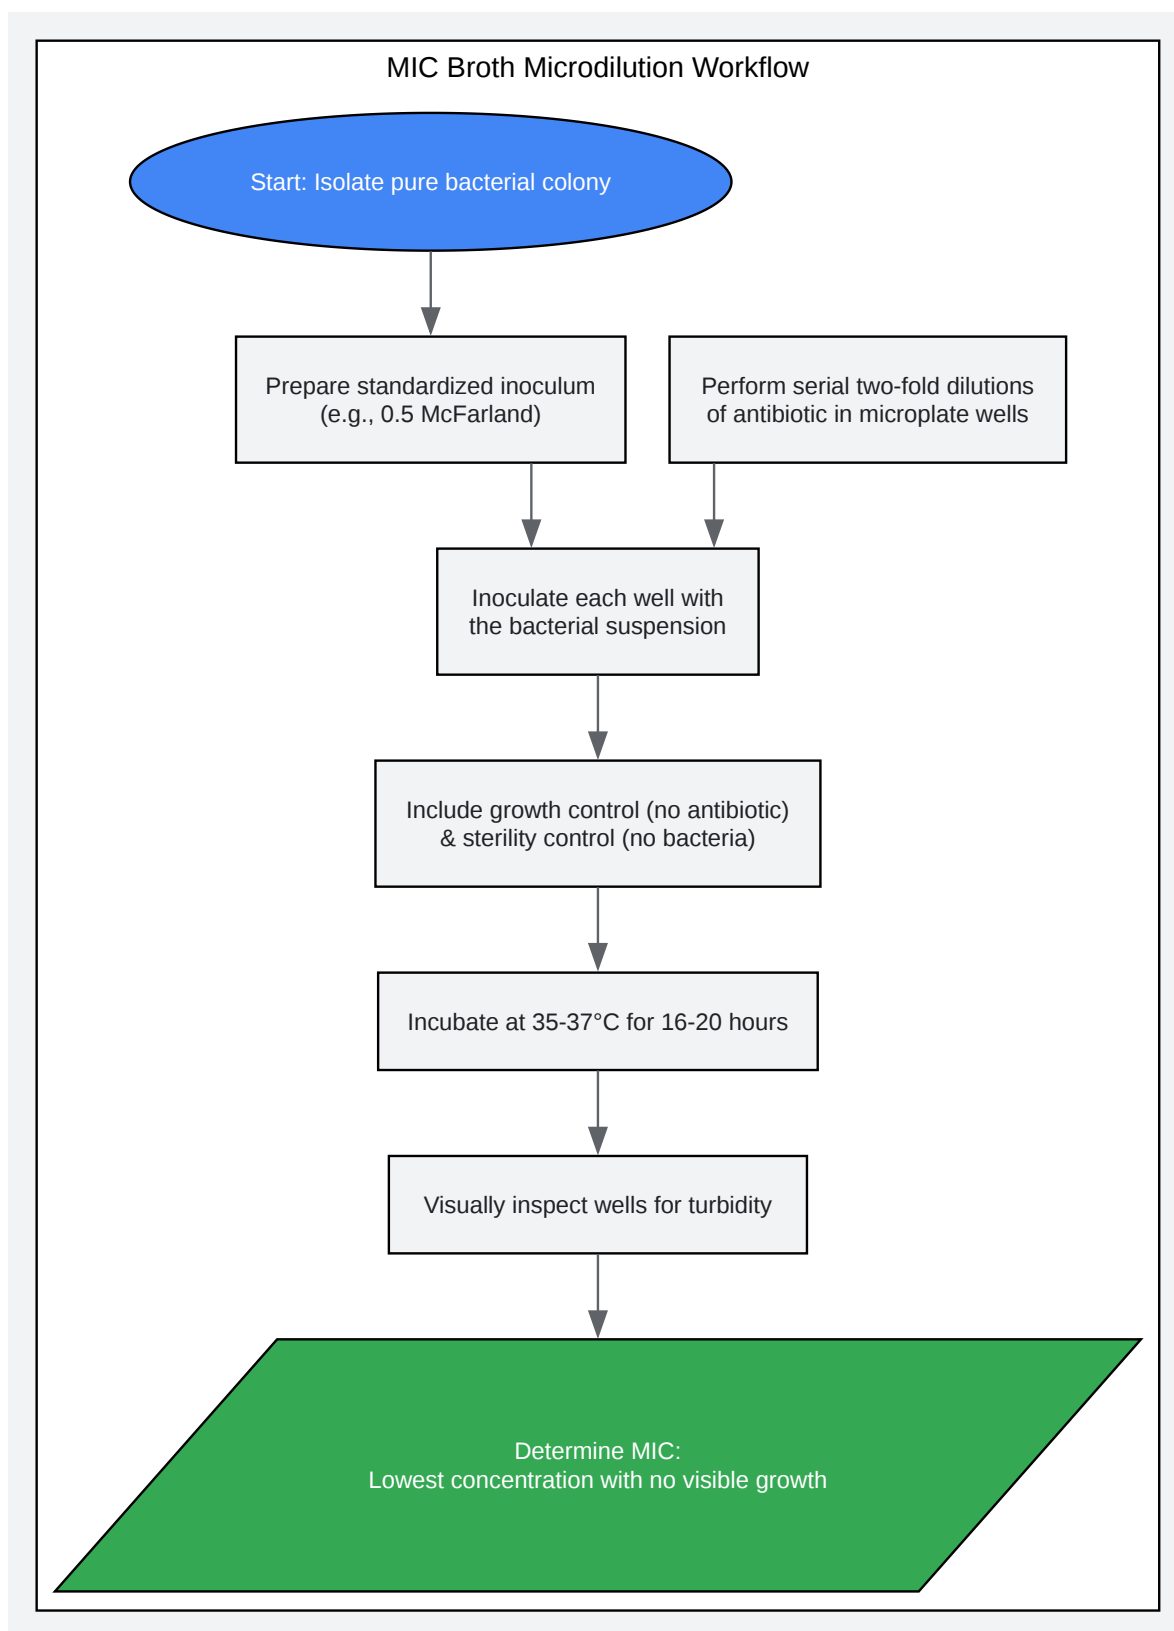 MIC Broth Microdilution Workflow
Start: Isolate pure bacterial colony
Prepare standardized inoculum
(e.g., 0.5 McFarland)
Perform serial two-fold dilutions
of antibiotic in microplate wells
Inoculate each well with
the bacterial suspension
Include growth control (no antibiotic)
& sterility control (no bacteria)
Incubate at 35-37°C for 16-20 hours
Visually inspect wells for turbidity
Determine MIC:
Lowest concentration with no visible growth